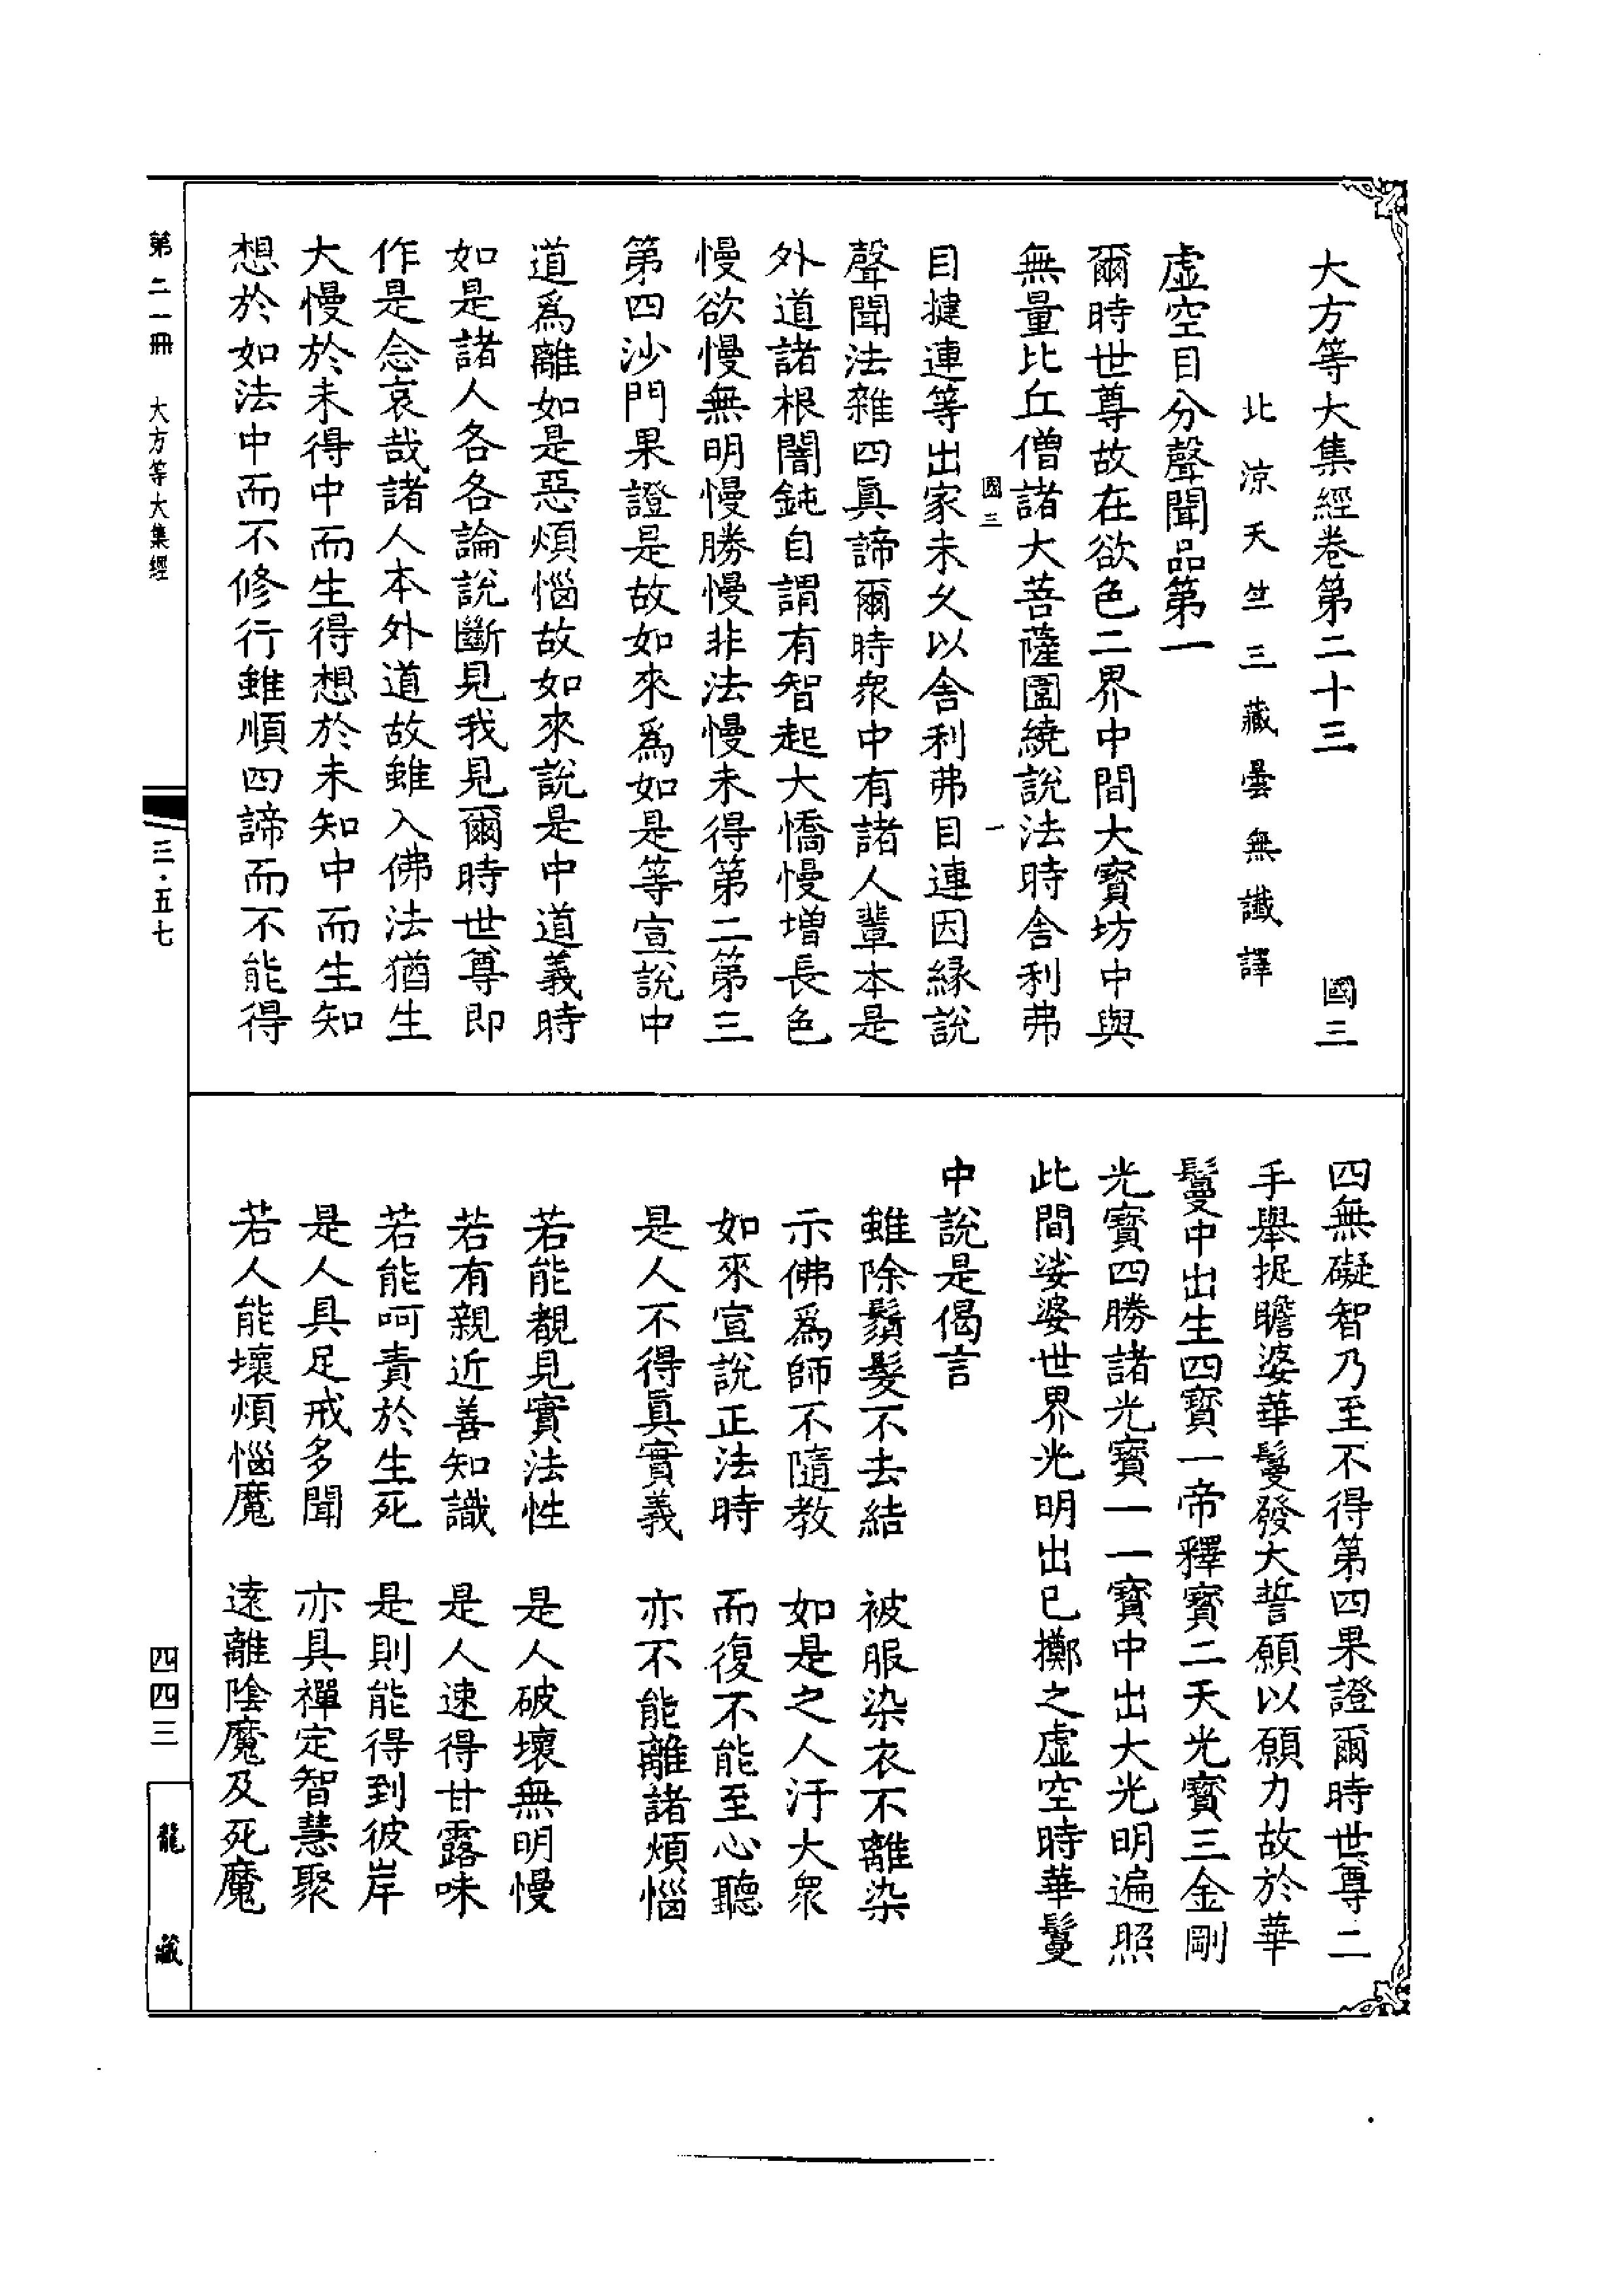 大方等大集經卷第二十三　國三
北涼天竺三藏曇無讖譯
虛空目分聲聞品第一
爾時世尊故在欲色二界中間大寶坊中與
無量比丘僧諸大菩薩圍繞說法時舍利弗
國三　一
目揵連等出家未久以舍利弗目連因緣說
聲聞法雜四眞諦爾時衆中有諸人輩本是
外道諸根闇鈍自謂有智起大憍慢增長色
慢欲慢無明慢勝慢非法慢未得第二第三
第四沙門果證是故如來爲如是等宣說中
道爲離如是惡煩惱故如來說是中道義時
如是諸人各各論說斷見我見爾時世尊即
作是念哀哉諸人本外道故雖入佛法猶生
大慢於未得中而生得想於未知中而生知
想於如法中而不修行雖順四諦而不能得
四無礙智乃至不得第四果證爾時世尊二
手舉捉瞻婆華鬘發大誓願以願力故於華
鬘中出生四寶一帝釋寶二天光寶三金剛
光寶四勝諸光寶一一寶中出大光明遍照
此間娑婆世界光明出已擲之虛空時華鬘
中說是偈言
雖除鬚髮不去結　被服染衣不離染
示佛爲師不隨教　如是之人汙大衆
如來宣說正法時　而復不能至心聽
是人不得眞實義　亦不能離諸煩惱
若能覩見實法性　是人破壞無明慢
若有親近善知識　是人速得甘露味
若能呵責於生死　是則能得到彼岸
是人具足戒多聞　亦具禪定智慧聚
若人能壞煩惱魔　遠離陰魔及死魔
第二一冊　大方等大集經
三·五七
四四三
龍藏